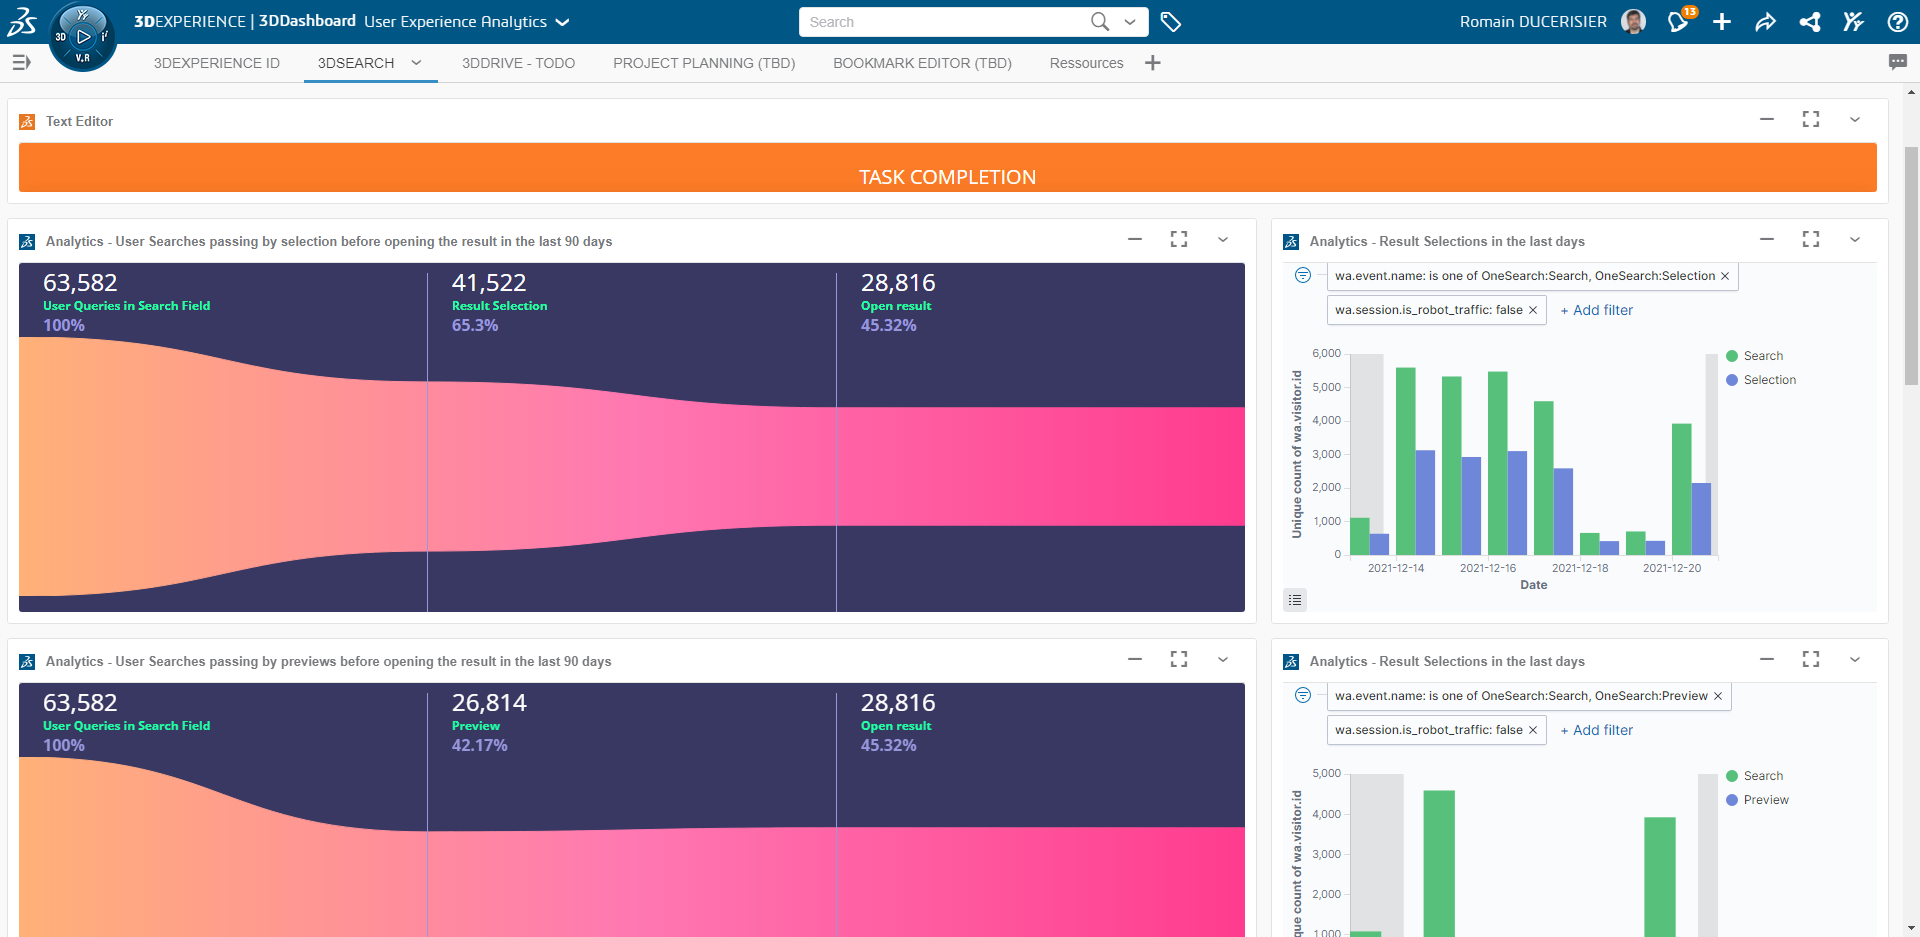 3DEXPERIENCE | 3DDashboard User Experience Analytics
Search
Romain DUCERISIER
13
3D
V.R
3DEXPERIENCE ID
3DSEARCH
3DDRIVE - TODO
PROJECT PLANNING (TBD)
BOOKMARK EDITOR (TBD)
Ressources
Text Editor
TASK COMPLETION
Analytics - User Searches passing by selection before opening the result in the last 90 days
63,582
User Queries in Search Field
100%
41,522
Result Selection
65.3%
28,816
Open result
45.32%
Analytics - Result Selections in the last days
wa.event.name: is one of OneSearch:Search, OneSearch:Selection
wa.session.is_robot_traffic: false
+ Add filter
6,000
5,000
4,000
3,000
2,000
1,000
0
Unique count of wa.visitor.id
2021-12-14
2021-12-16
2021-12-18
2021-12-20
Date
Search
Selection
Analytics - User Searches passing by previews before opening the result in the last 90 days
63,582
User Queries in Search Field
100%
26,814
Preview
42.17%
28,816
Open result
45.32%
Analytics - Result Selections in the last days
wa.event.name: is one of OneSearch:Search, OneSearch:Preview
wa.session.is_robot_traffic: false
+ Add filter
5,000
4,000
3,000
2,000
1,000
que count of wa.visitor.id
Search
Preview